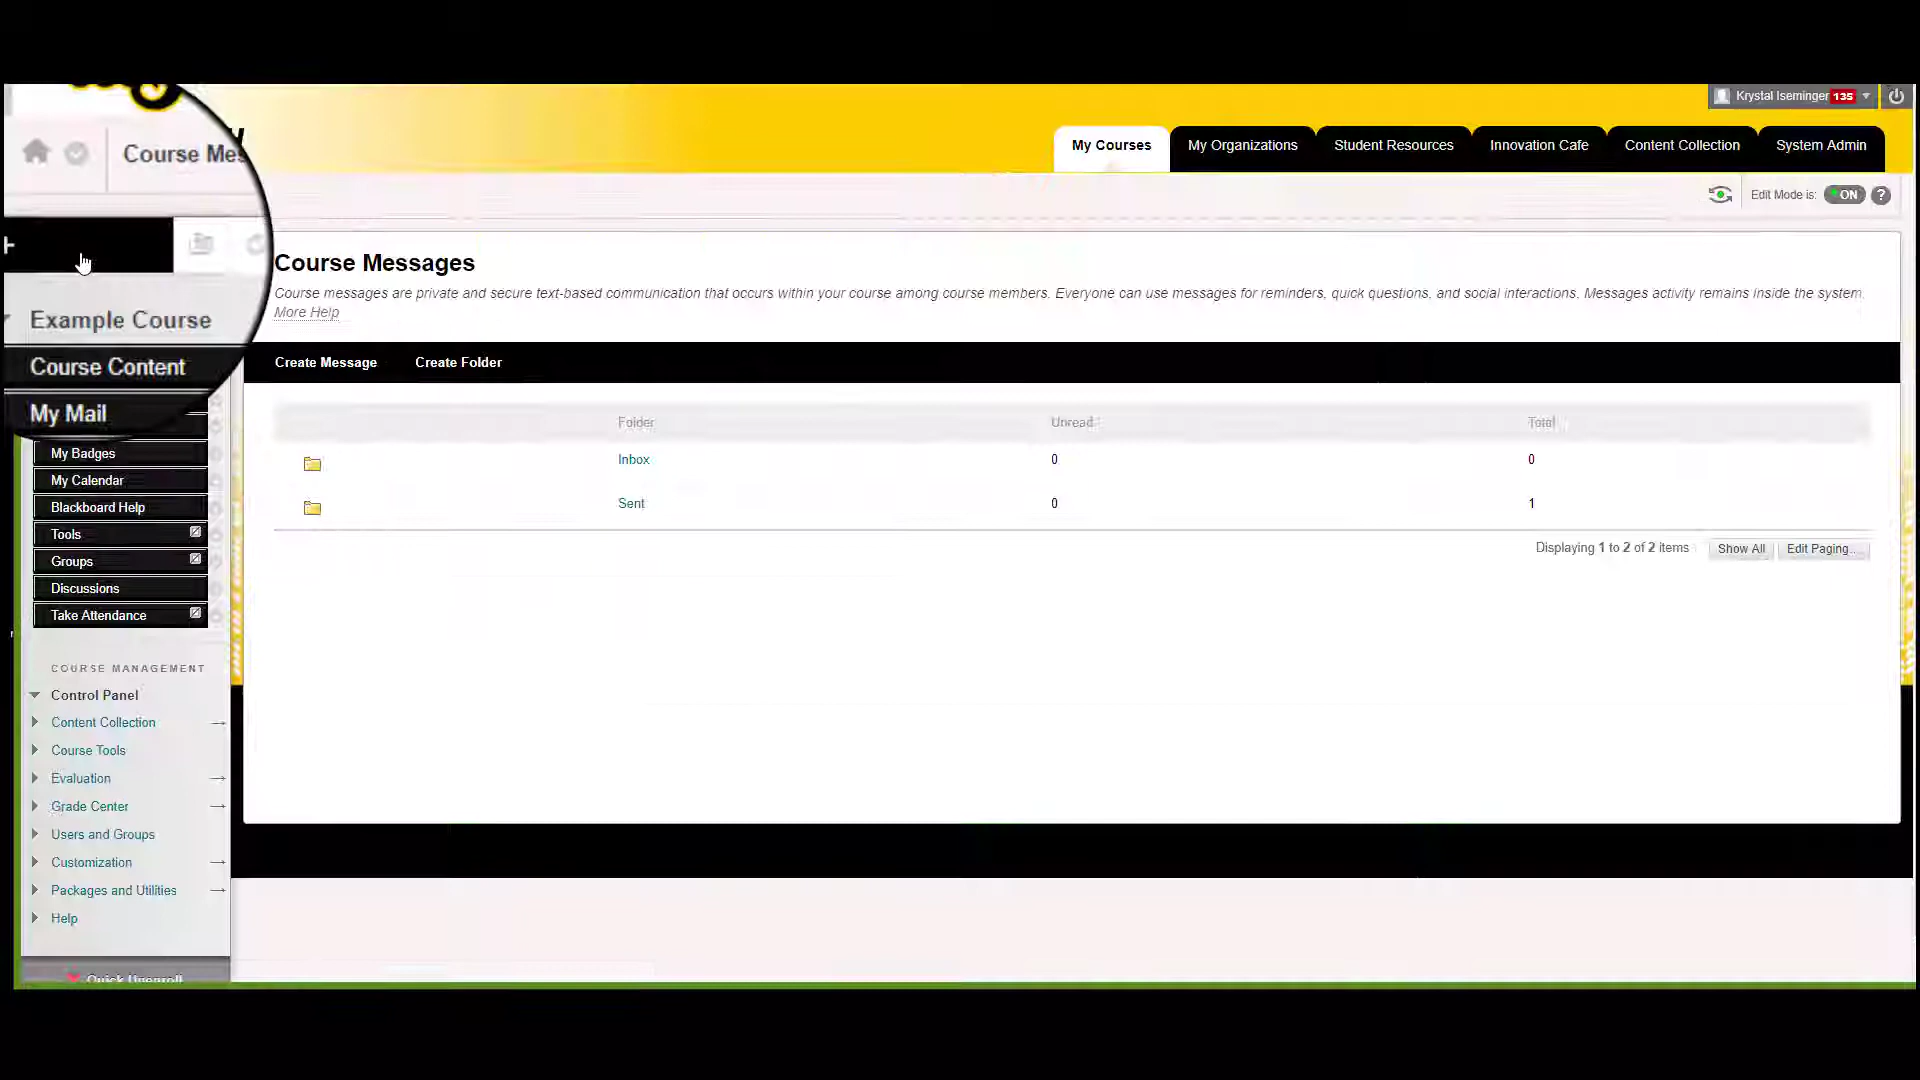 Krystal Iseminger 135
My Courses
My Organizations
Student Resources
Innovation Cafe
Content Collection
System Admin
Course Mes
Edit Mode is: ON ?
+
Example Course
Course Content
My Mail
My Badges
My Calendar
Blackboard Help
Tools
Groups
Discussions
Take Attendance
COURSE MANAGEMENT
Control Panel
Content Collection
Course Tools
Evaluation
Grade Center
Users and Groups
Customization
Packages and Utilities
Help
Quick Unenroll
Course Messages
Course messages are private and secure text-based communication that occurs within your course among course members. Everyone can use messages for reminders, quick questions, and social interactions. Messages activity remains inside the system.
More Help
Create Message Create Folder
Folder Unread Total
Inbox 0 0
Sent 0 1
Displaying 1 to 2 of 2 items Show All Edit Paging...